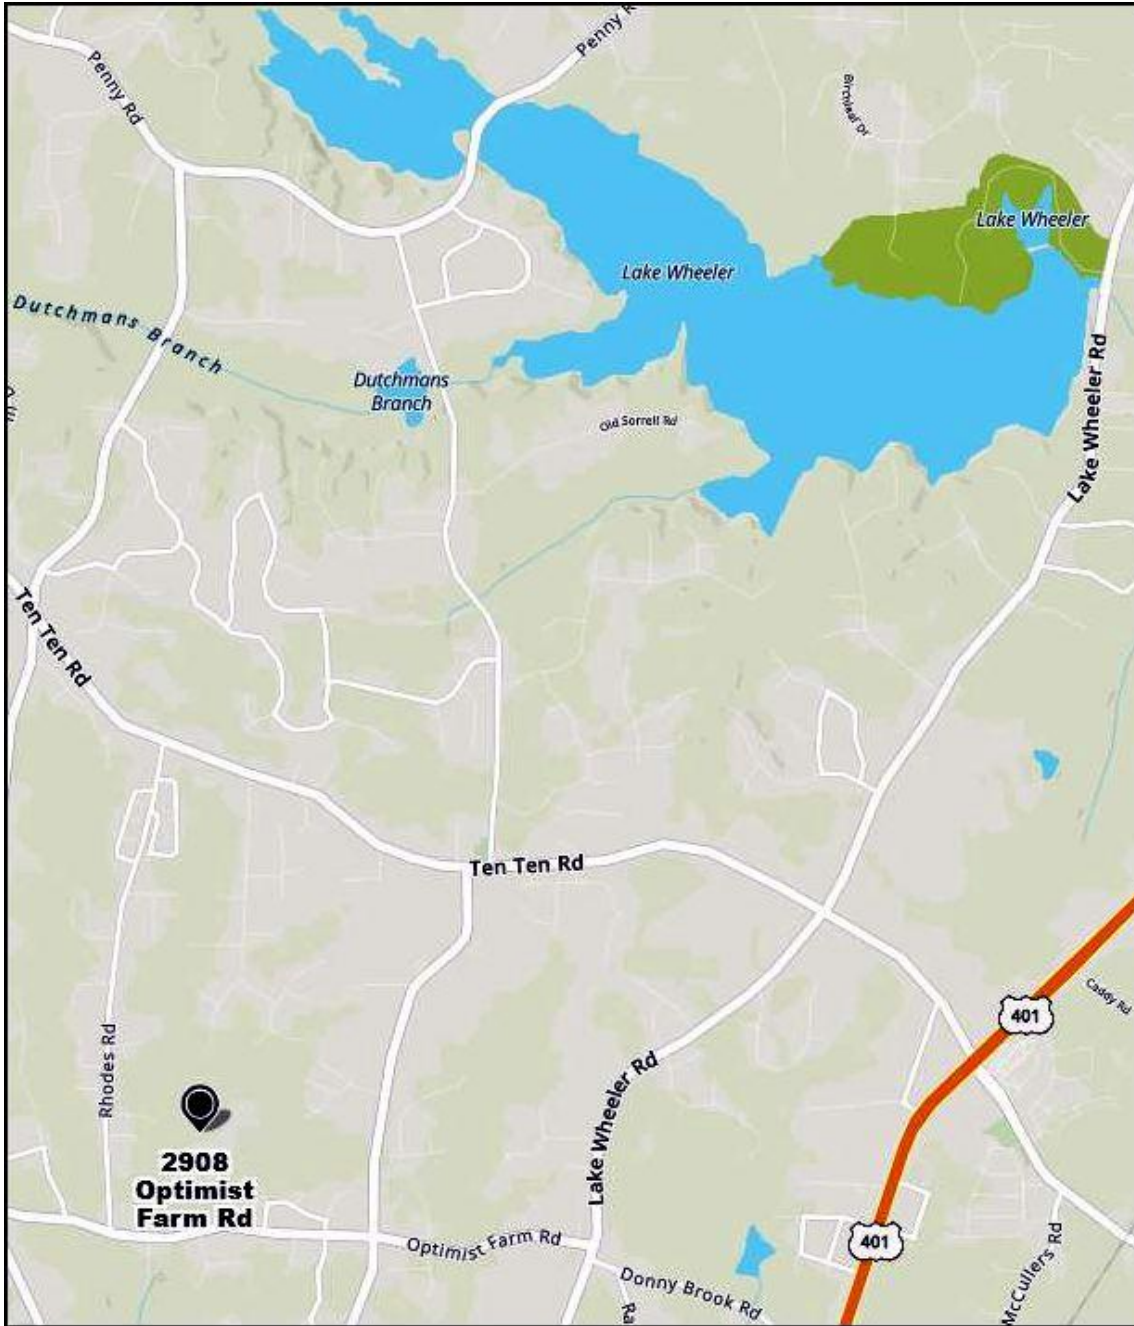 Penny R
Penny Rd
Birchleaf Dr
Lake Wheeler
Lake Wheeler
Dutchmans Branch
Lake Wheeler Rd
Dutchmans
Branch
Old Sorrell Rd
Ten Ten Rd
Ten Ten Rd
401
Caddy Rd
Rhodes Rd
Lake Wheeler Rd
2908
Optimist
Farm Rd
Optimist Farm Rd
401
McCullers Rd
Donny Brook Rd
Ra